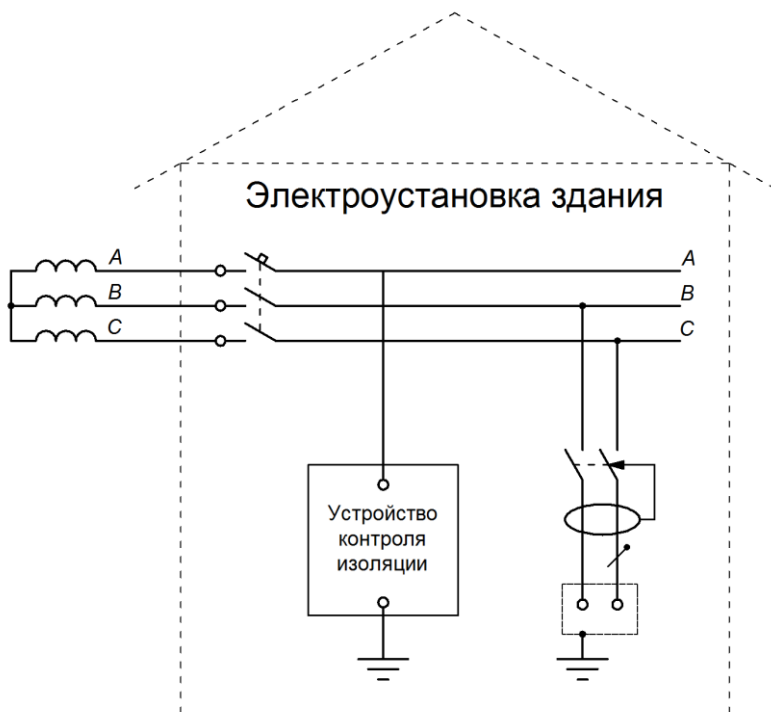 Электроустановка здания
A
A
B
B
C
C
Устройство
контроля
изоляции